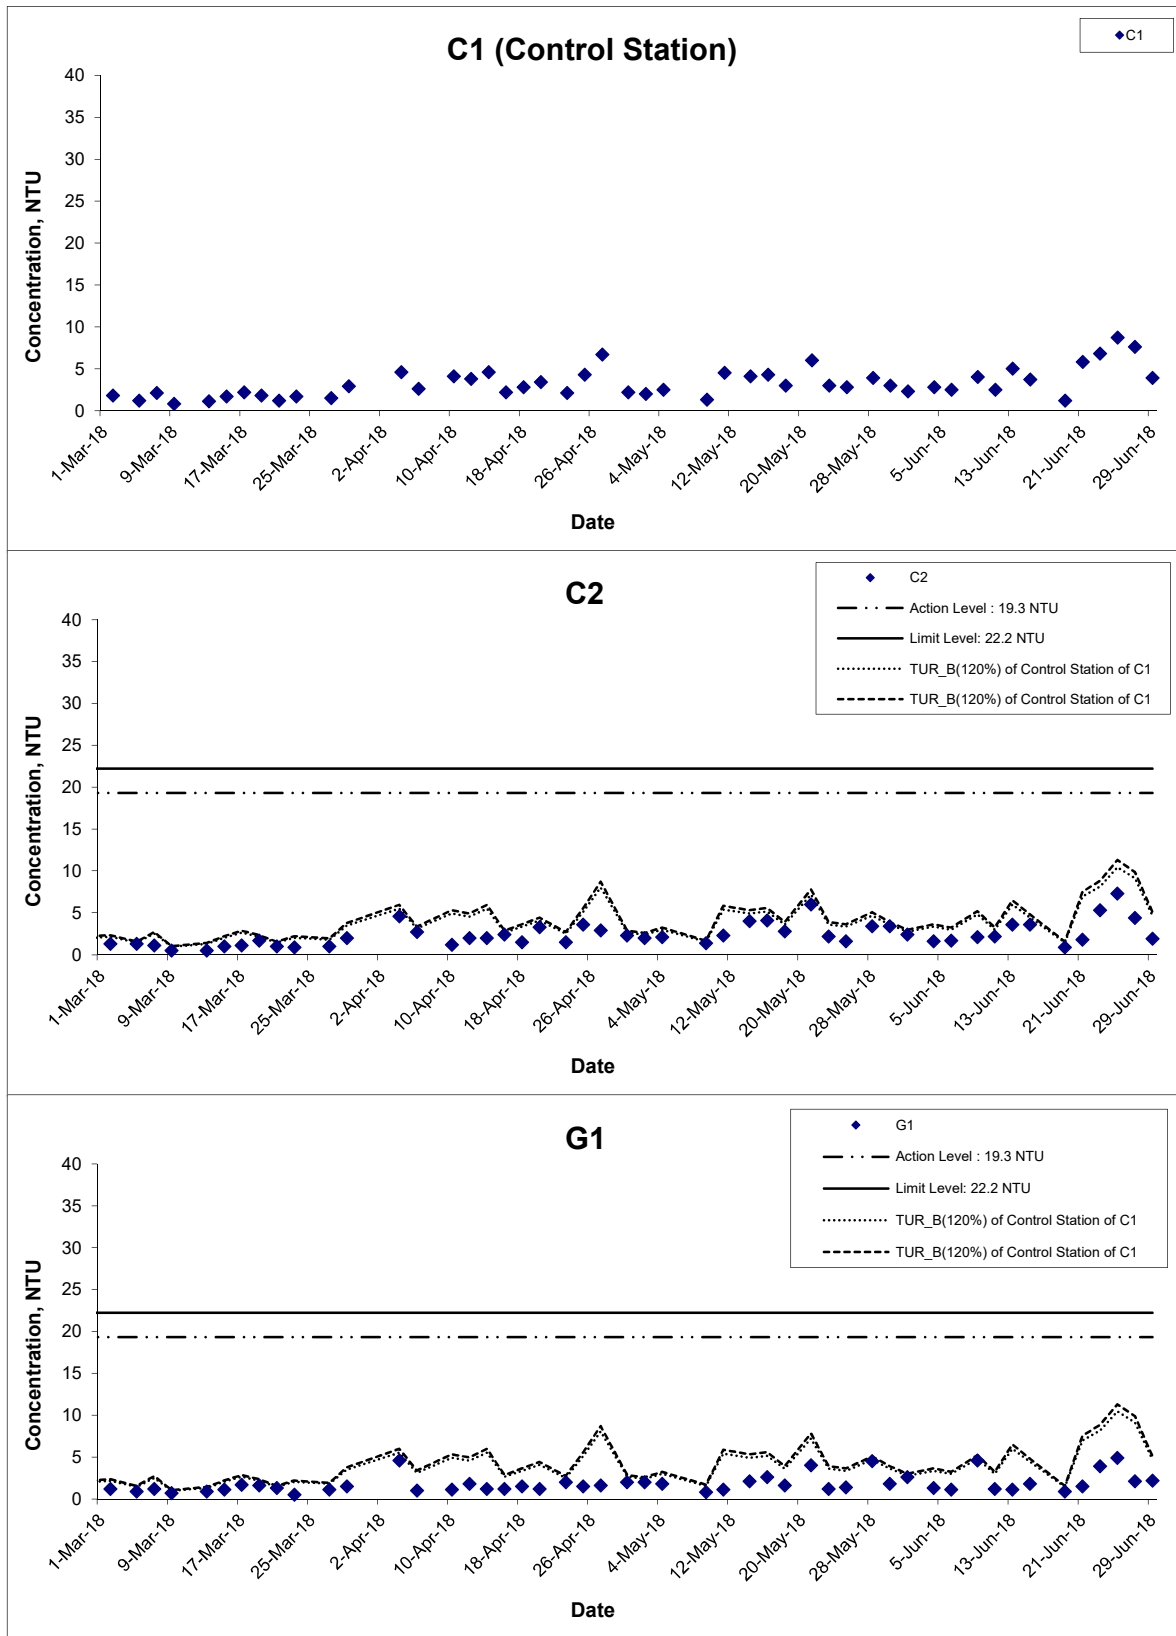 C1 (Control Station)
C1
40
35
30
25
20
15
10
5
0
Concentration, NTU
1-Mar-18
9-Mar-18
17-Mar-18
25-Mar-18
2-Apr-18
10-Apr-18
18-Apr-18
26-Apr-18
4-May-18
12-May-18
20-May-18
28-May-18
5-Jun-18
13-Jun-18
21-Jun-18
29-Jun-18
Date
C2
C2
Action Level : 19.3 NTU
Limit Level: 22.2 NTU
TUR_B(120%) of Control Station of C1
TUR_B(120%) of Control Station of C1
40
35
30
25
20
15
10
5
0
Concentration, NTU
1-Mar-18
9-Mar-18
17-Mar-18
25-Mar-18
2-Apr-18
10-Apr-18
18-Apr-18
26-Apr-18
4-May-18
12-May-18
20-May-18
28-May-18
5-Jun-18
13-Jun-18
21-Jun-18
29-Jun-18
Date
G1
G1
Action Level : 19.3 NTU
Limit Level: 22.2 NTU
TUR_B(120%) of Control Station of C1
TUR_B(120%) of Control Station of C1
40
35
30
25
20
15
10
5
0
Concentration, NTU
1-Mar-18
9-Mar-18
17-Mar-18
25-Mar-18
2-Apr-18
10-Apr-18
18-Apr-18
26-Apr-18
4-May-18
12-May-18
20-May-18
28-May-18
5-Jun-18
13-Jun-18
21-Jun-18
29-Jun-18
Date